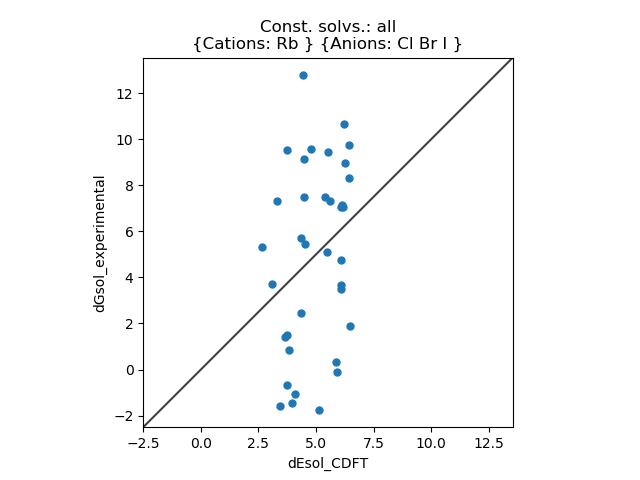 Const. solvs.: all
{Cations: Rb } {Anions: Cl Br I }
dGsol_experimental
12
10
8
6
4
2
0
−2
−2.5 0.0 2.5 5.0 7.5 10.0 12.5
dEsol_CDFT